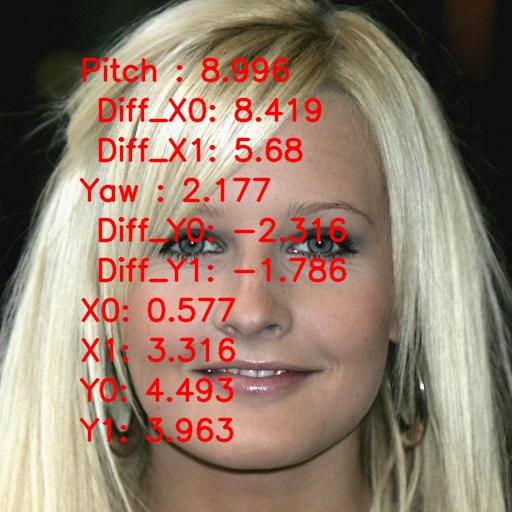 Pitch : 8.996
Diff_X0: 8.419
Diff_X1: 5.68
Yaw : 2.177
Diff_Y0: -2.316
Diff_Y1: -1.786
X0: 0.577
X1: 3.316
Y0: 4.493
Y1: 3.963